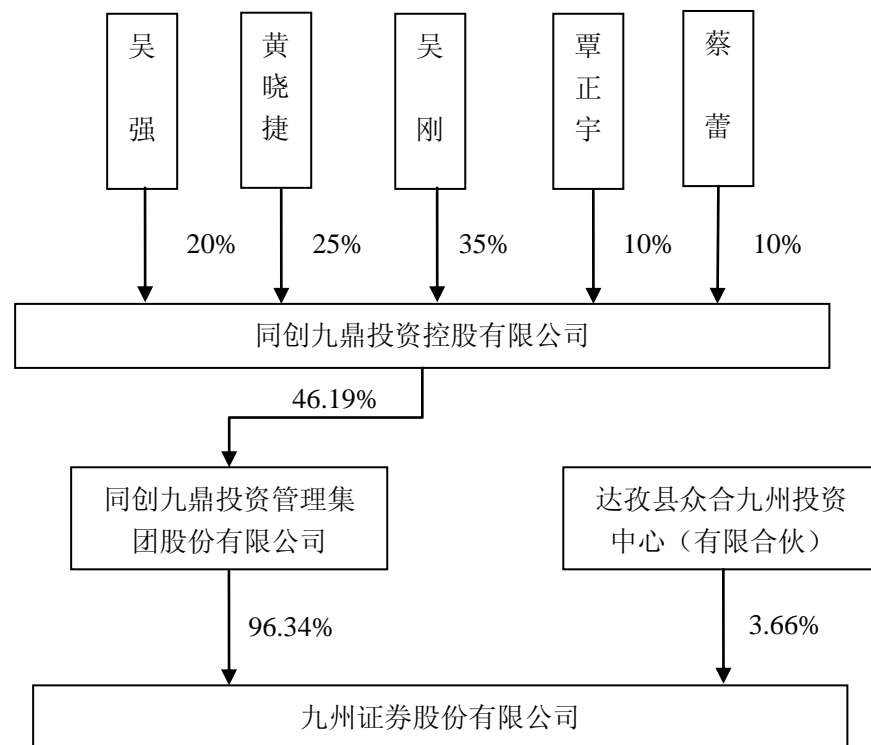 吴强
黄晓捷
吴刚
覃正宇
蔡蕾
20%
25%
35%
10%
10%
同创九鼎投资控股有限公司
46.19%
同创九鼎投资管理集
团股份有限公司
达孜县众合九州投资
中心（有限合伙）
96.34%
3.66%
九州证券股份有限公司